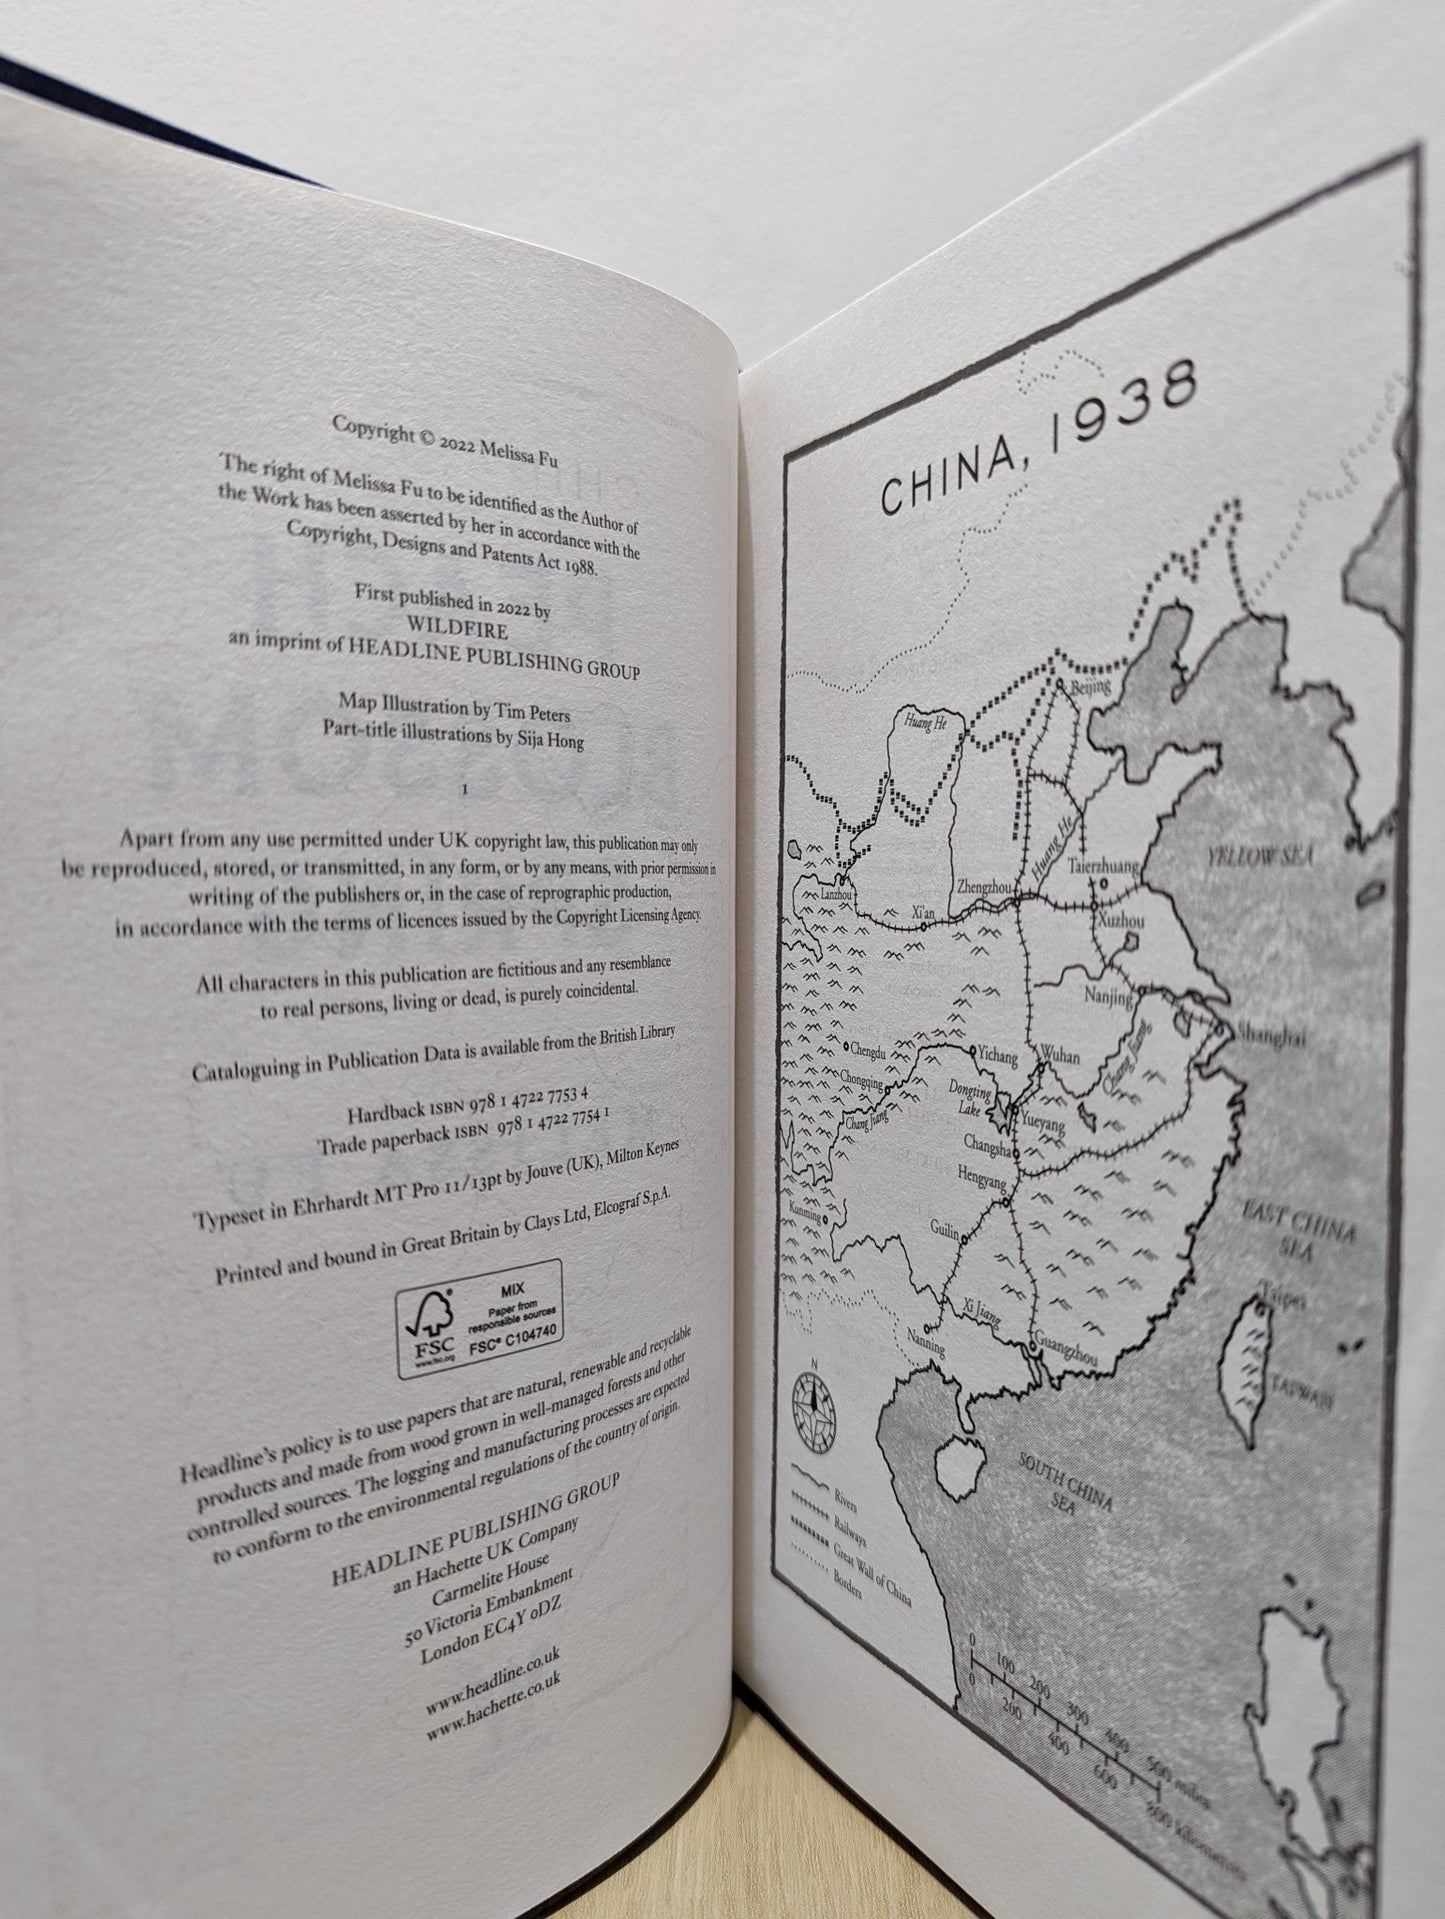 Copyright © 2022 Melissa Fu
The right of Melissa Fu to be identified as the Author of
the Work has been asserted by her in accordance with the
Copyright, Designs and Patents Act 1988.
First published in 2022 by
WILDFIRE
an imprint of HEADLINE PUBLISHING GROUP
Map Illustration by Tim Peters
Part-title illustrations by Sija Hong
1
Apart from any use permitted under UK copyright law, this publication may only
be reproduced, stored, or transmitted, in any form, or by any means, with prior permission in
writing of the publishers or, in the case of reprographic production,
in accordance with the terms of licences issued by the Copyright Licensing Agency.
All characters in this publication are fictitious and any resemblance
to real persons, living or dead, is purely coincidental.
Cataloguing in Publication Data is available from the British Library
Hardback ISBN 978 1 4722 7753 4
Trade paperback ISBN 978 1 4722 7754 1
Typeset in Ehrhardt MT Pro 11/13pt by Jouve (UK), Milton Keynes
Printed and bound in Great Britain by Clays Ltd, Elcograf S.p.A.
FSC
www.fsc.org
MIX
Paper from
responsible sources
FSC® C104740
Headline's policy is to use papers that are natural, renewable and recyclable
products and made from wood grown in well-managed forests and other
controlled sources. The logging and manufacturing processes are expected
to conform to the environmental regulations of the country of origin.
HEADLINE PUBLISHING GROUP
an Hachette UK Company
Carmelite House
50 Victoria Embankment
London EC4Y 0DZ
www.headline.co.uk
www.hachette.co.uk
CHINA, 1938
Beijing
Huang He
Huang He
YELLOW SEA
Taierzhuang
Zhengzhou
Lanzhou
Xi'an
Xuzhou
Nanjing
Shanghai
Chengdu
Yichang
Wuhan
Chang Jiang
Chongqing
Dongting
Lake
Yueyang
Chang Jiang
Changsha
Hengyang
Kunming
Guilin
EAST CHINA
SEA
Taipei
Xi Jiang
Nanning
Guangzhou
TAIWAN
N
SOUTH CHINA
SEA
Rivers
Railways
Great Wall of China
Borders
0 100 200 300 400 500 miles
0 200 400 600 800 kilometres